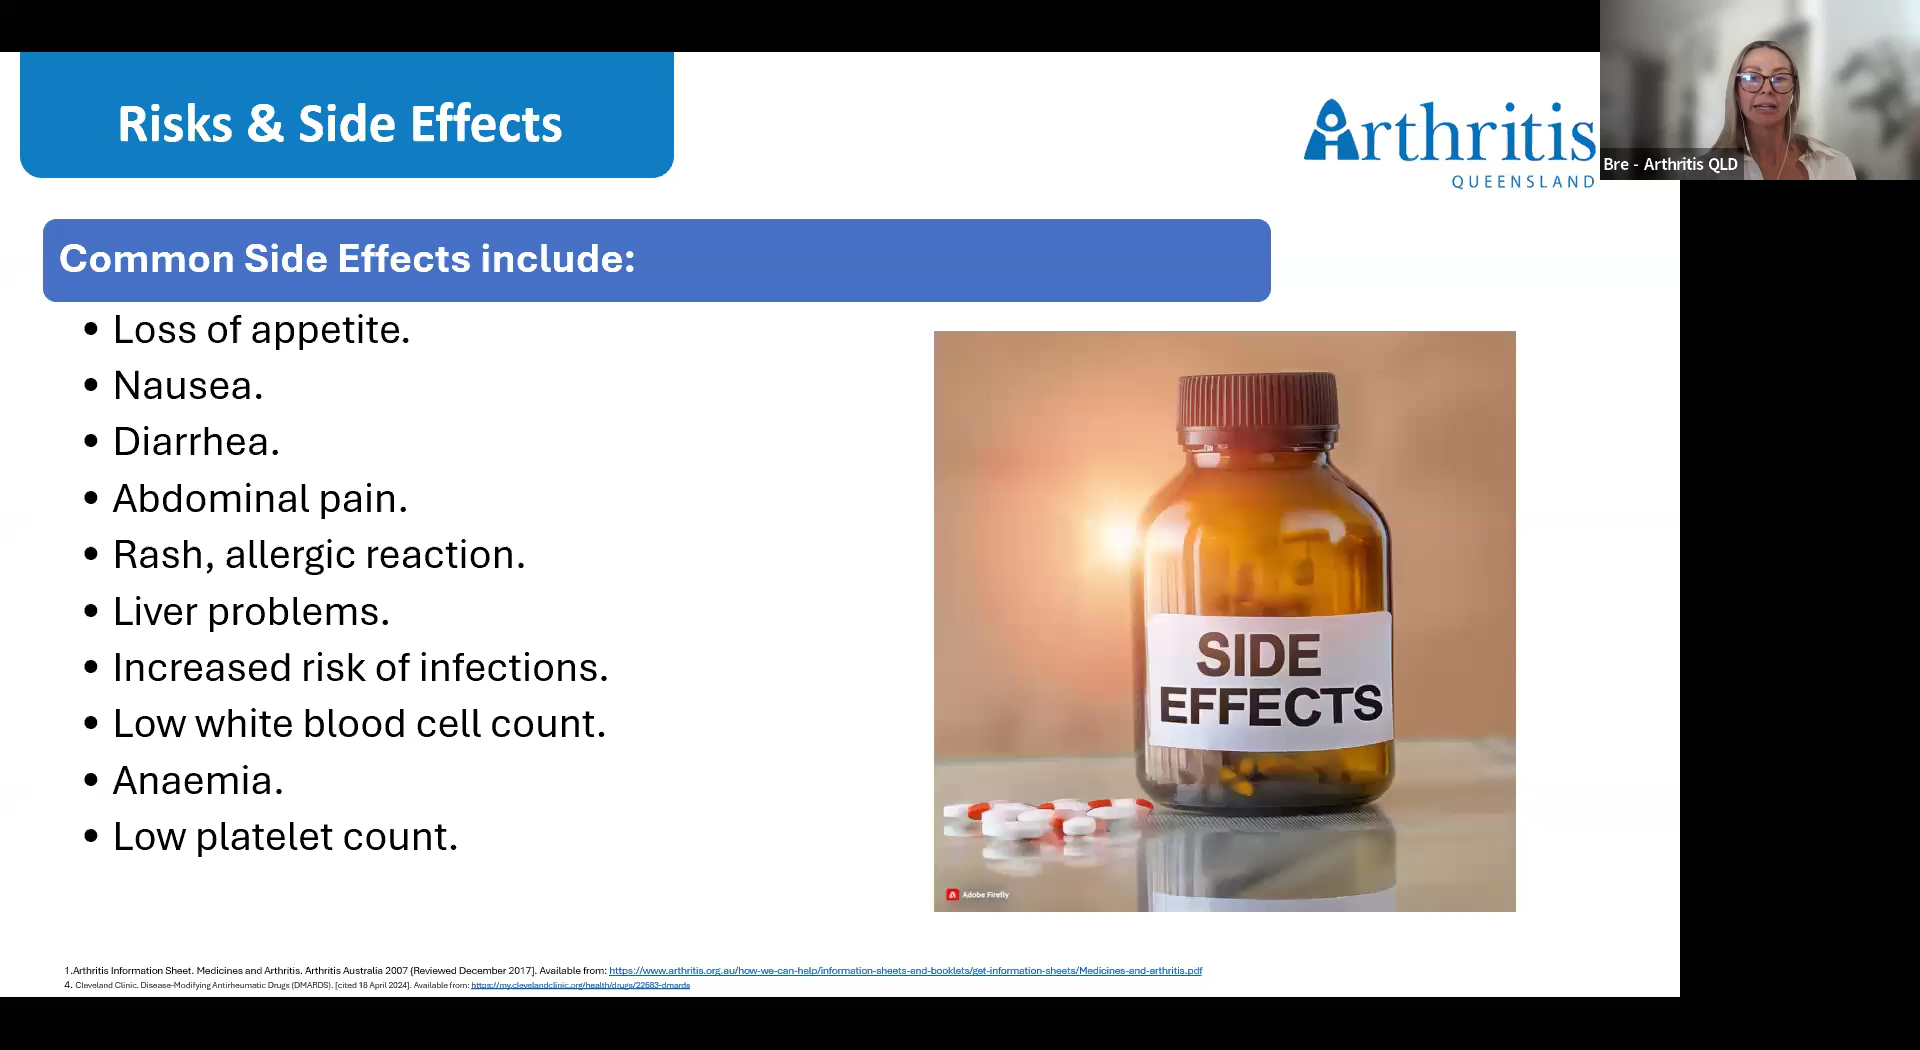 Risks & Side Effects
Arthritis
QUEENSLAND
Bre - Arthritis QLD
Common Side Effects include:
• Loss of appetite.
• Nausea.
• Diarrhea.
• Abdominal pain.
• Rash, allergic reaction.
• Liver problems.
• Increased risk of infections.
• Low white blood cell count.
• Anaemia.
• Low platelet count.
SIDE
EFFECTS
Adobe Firefly
1.Arthritis Information Sheet. Medicines and Arthritis. Arthritis Australia 2007 [Reviewed December 2017]. Available from: https://www.arthritis.org.au/how-we-can-help/information-sheets-and-booklets/get-information-sheets/Medicines-and-arthritis.pdf
4. Cleveland Clinic. Disease-Modifying Antirheumatic Drugs (DMARDS). [cited 18 April 2024]. Available from: https://my.clevelandclinic.org/health/drugs/22683-dmards